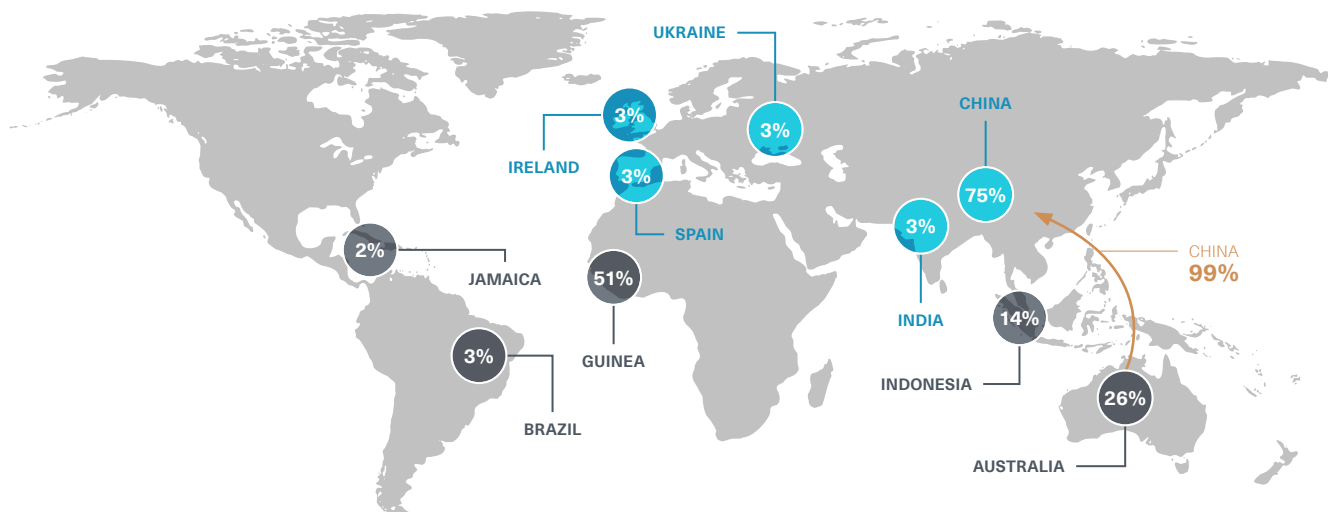 UKRAINE
3%
CHINA
3%
IRELAND
3%
SPAIN
75%
3%
INDIA
CHINA
99%
2%
JAMAICA
51%
GUINEA
14%
INDONESIA
3%
BRAZIL
26%
AUSTRALIA